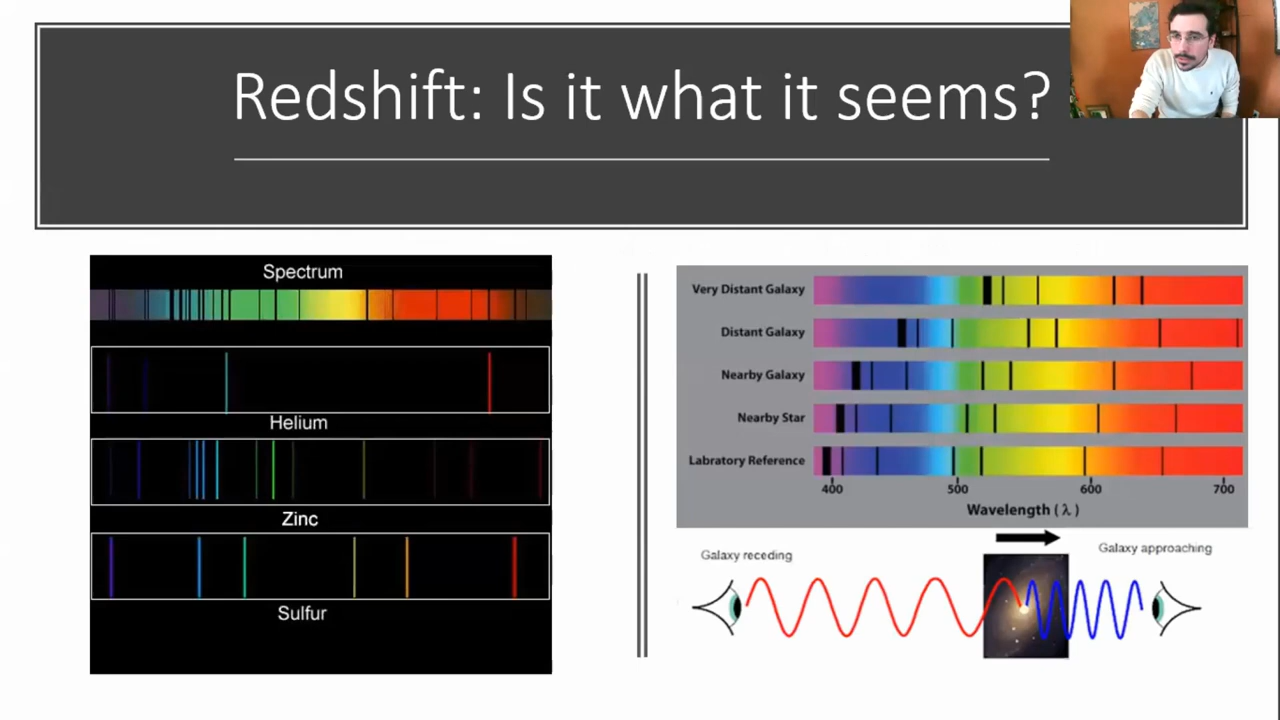 Redshift: Is it what it seems?
Spectrum
Helium
Zinc
Sulfur
Very Distant Galaxy
Distant Galaxy
Nearby Galaxy
Nearby Star
Labratory Reference
400 500 600 700
Wavelength ( λ )
Galaxy receding
Galaxy approaching